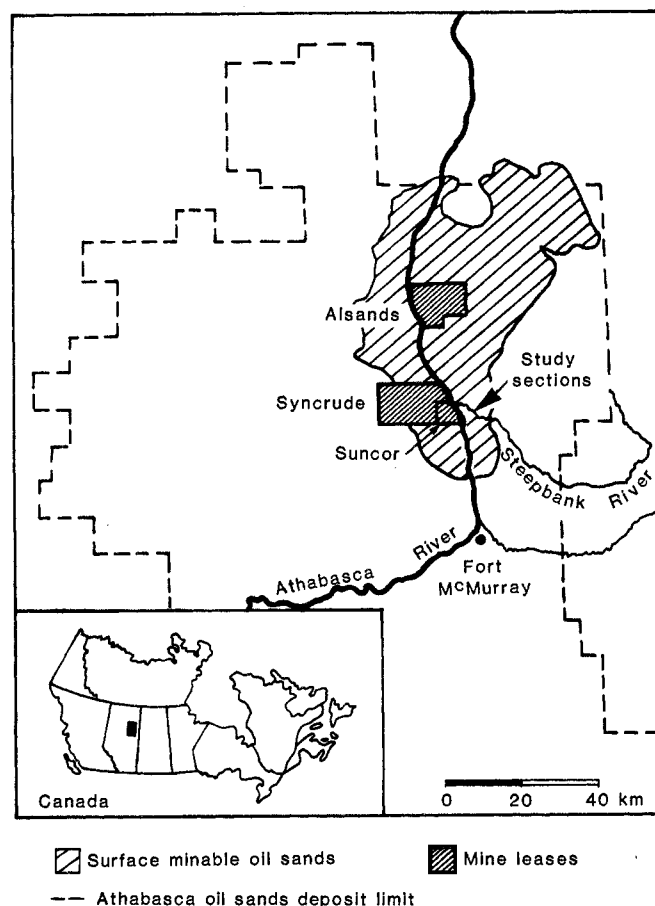 Alsands
Study
sections
Syncrude
Suncor
Steepbank River
Athabasca River
Fort
McMurray
Canada
0 20 40 km
Surface minable oil sands
Mine leases
Athabasca oil sands deposit limit